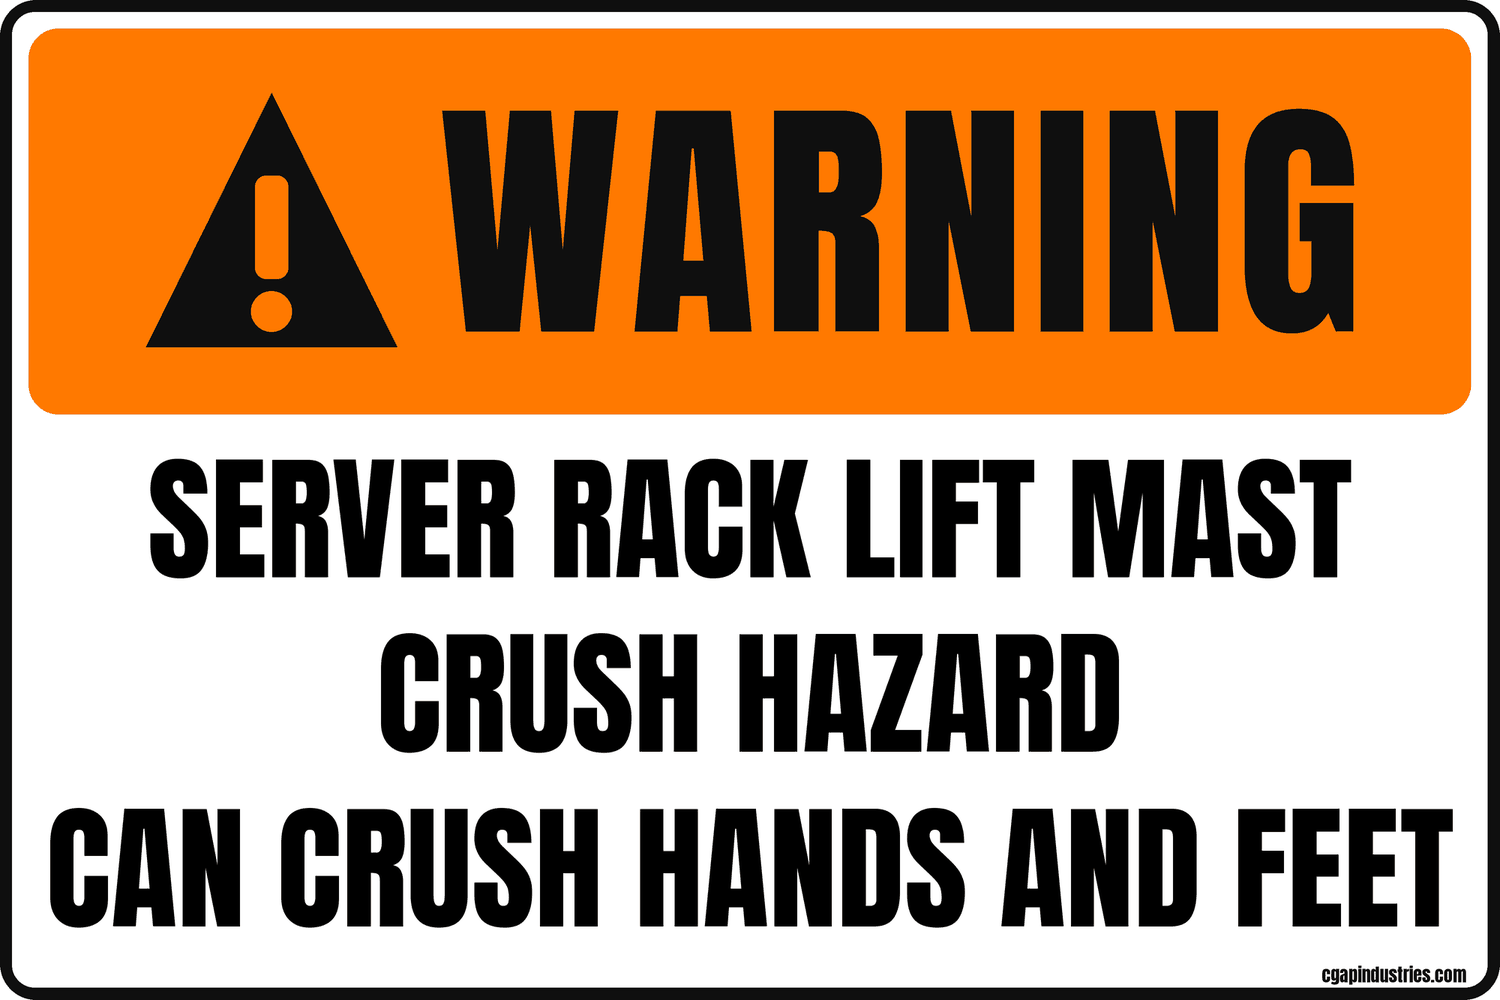 WARNING
SERVER RACK LIFT MAST
CRUSH HAZARD
CAN CRUSH HANDS AND FEET
cgapindustries.com